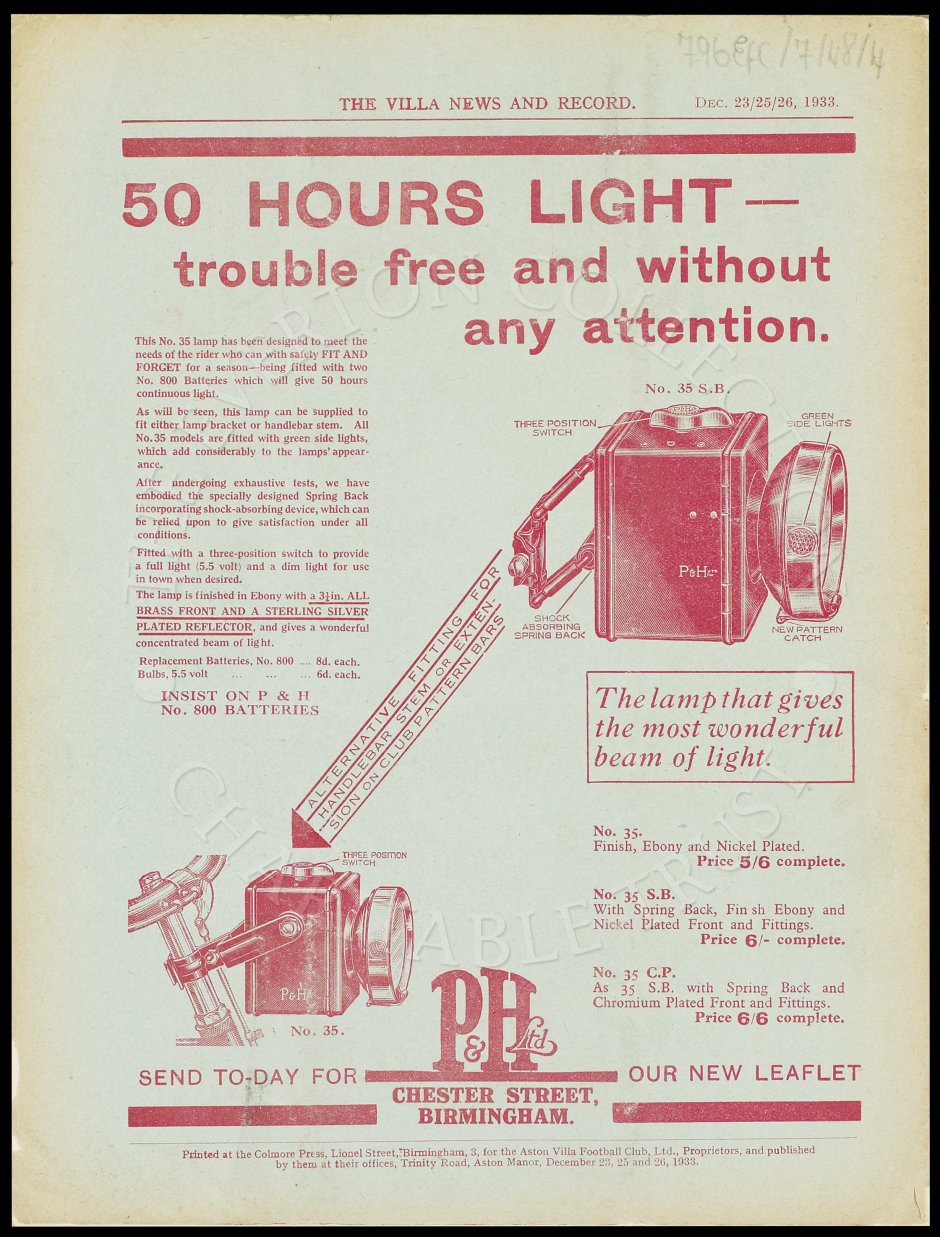 796EFC/7/48/4
THE VILLA NEWS AND RECORD. DEC. 23/25/26, 1933.
50 HOURS LIGHT—
trouble free and without
any attention.
This No. 35 lamp has been designed to meet the
needs of the rider who can with safety FIT AND
FORGET for a season—being fitted with two
No. 800 Batteries which will give 50 hours
continuous light.
As will be seen, this lamp can be supplied to
fit either lamp bracket or handlebar stem. All
No. 35 models are fitted with green side lights,
which add considerably to the lamps' appear-
ance.
After undergoing exhaustive tests, we have
embodied the specially designed Spring Back
incorporating shock-absorbing device, which can
be relied upon to give satisfaction under all
conditions.
Fitted with a three-position switch to provide
a full light (5.5 volt) and a dim light for use
in town when desired.
The lamp is finished in Ebony with a 3¼in. ALL
BRASS FRONT AND A STERLING SILVER
PLATED REFLECTOR, and gives a wonderful
concentrated beam of light.
Replacement Batteries, No. 800 .... 8d. each.
Bulbs, 5.5 volt ... ... ... 6d. each.
INSIST ON P & H
No. 800 BATTERIES
No. 35 S.B.
THREE POSITION
SWITCH
GREEN
SIDE LIGHTS
P&H
P&H
SHOCK
ABSORBING
SPRING BACK
NEW PATTERN
CATCH
ALTERNATIVE FITTING FOR
HANDLEBAR STEM OR EXTEN-
SION ON CLUB PATTERN BARS
The lamp that gives
the most wonderful
beam of light.
THREE POSITION
SWITCH
P&H
No. 35.
No. 35.
Finish, Ebony and Nickel Plated.
Price 5/6 complete.
No. 35 S.B.
With Spring Back, Fin sh Ebony and
Nickel Plated Front and Fittings.
Price 6/- complete.
No. 35 C.P.
As 35 S.B. with Spring Back and
Chromium Plated Front and Fittings.
Price 6/6 complete.
P&H Ltd
SEND TO-DAY FOR OUR NEW LEAFLET
CHESTER STREET,
BIRMINGHAM.
Printed at the Colmore Press, Lionel Street, Birmingham, 3, for the Aston Villa Football Club, Ltd., Proprietors, and published
by them at their offices, Trinity Road, Aston Manor, December 23, 25 and 26, 1933.
EVERTON COLLECTION
CHARITABLE TRUST